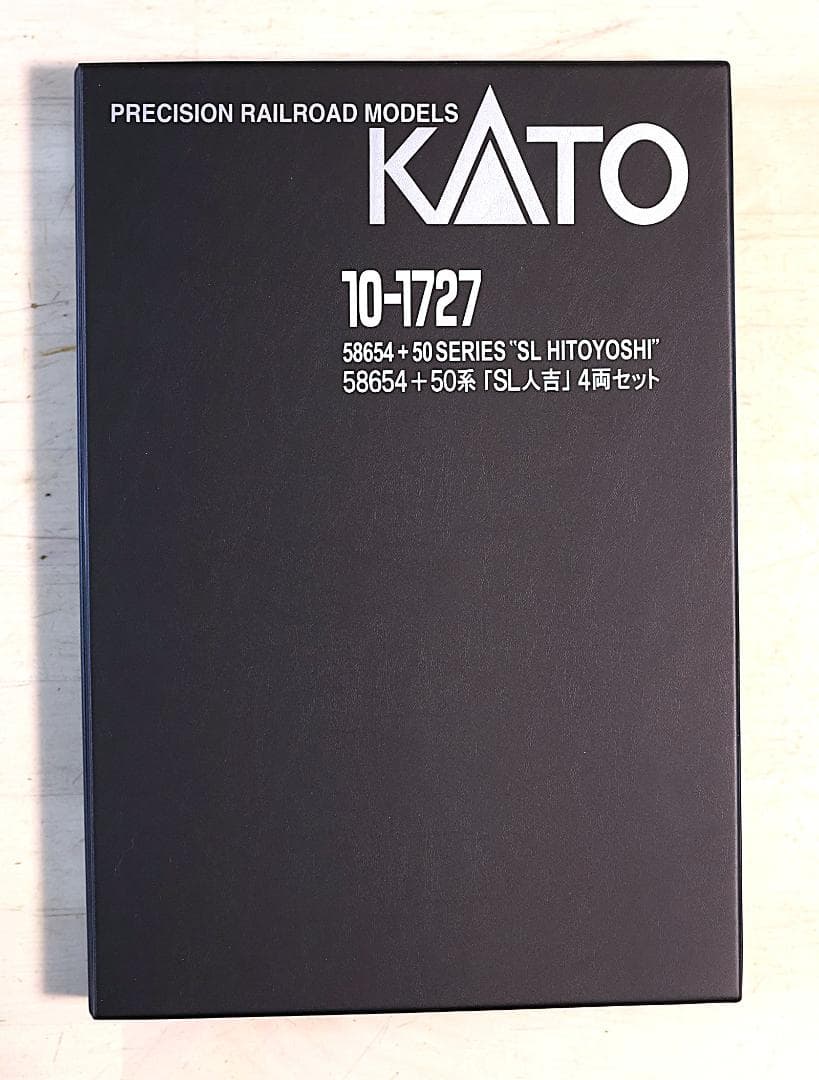 PRECISION RAILROAD MODELS
KATO
10-1727
58654+50 SERIES "SL HITOYOSHI"
58654+50系「SL人吉」4両セット